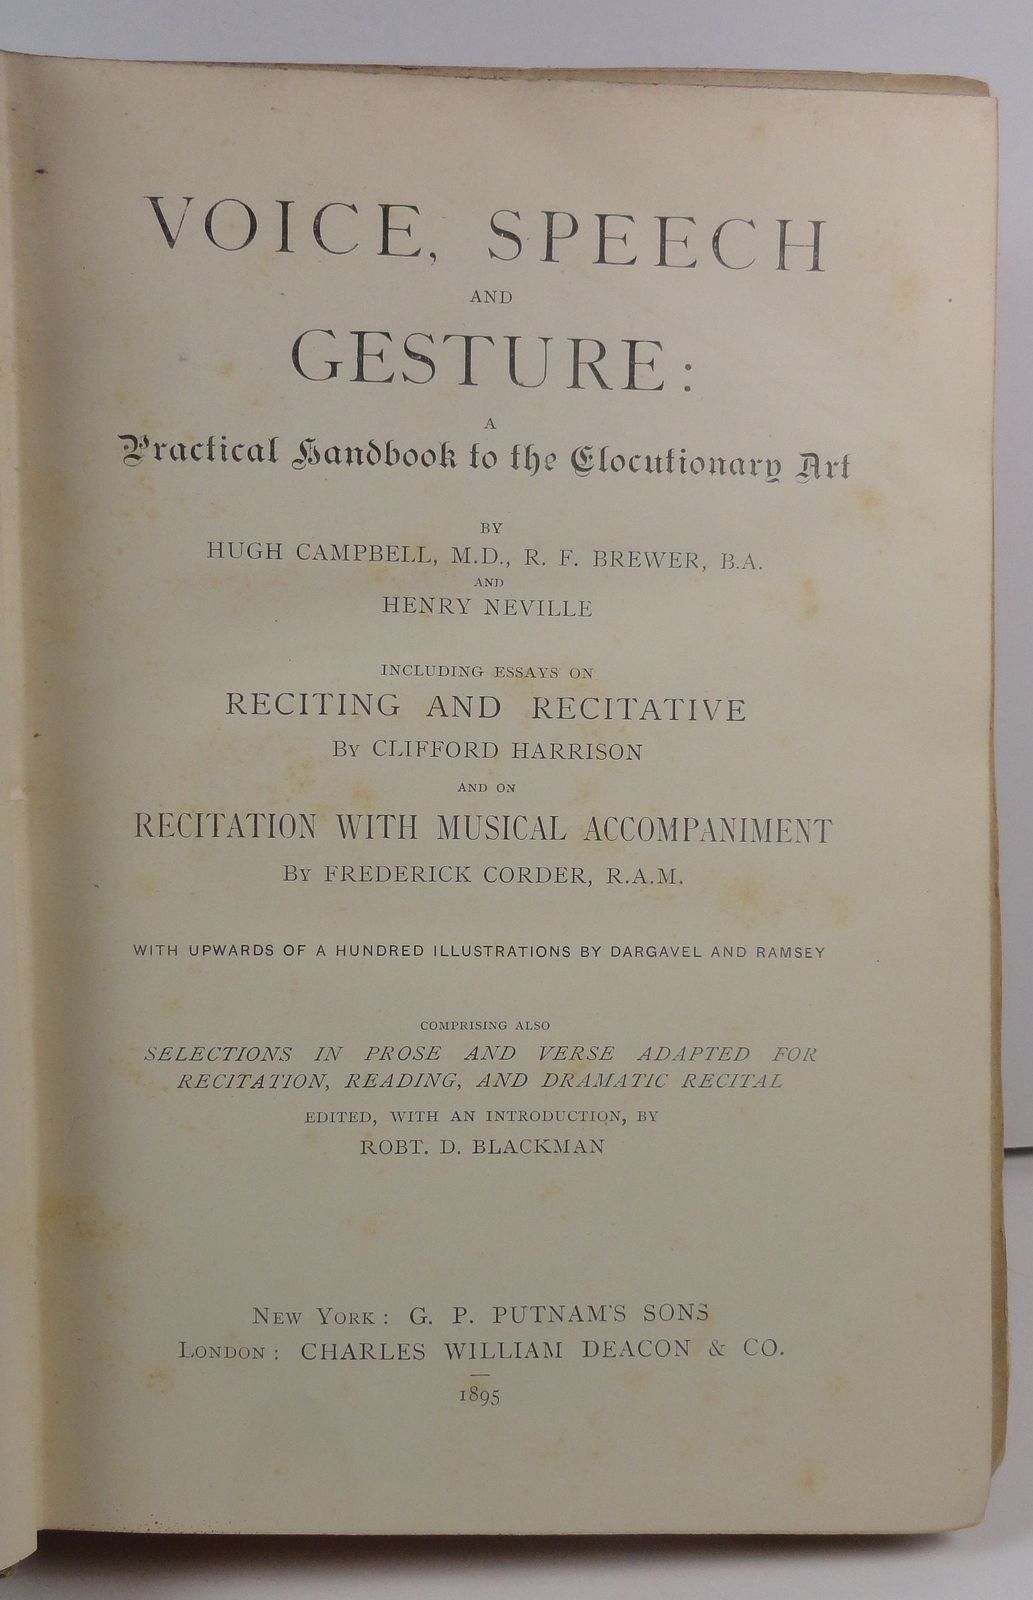 VOICE, SPEECH
AND
GESTURE:
A
Practical Handbook to the Elocutionary Art
BY
HUGH CAMPBELL, M.D., R. F. BREWER, B.A.
AND
HENRY NEVILLE
INCLUDING ESSAYS ON
RECITING AND RECITATIVE
By CLIFFORD HARRISON
AND ON
RECITATION WITH MUSICAL ACCOMPANIMENT
By FREDERICK CORDER, R.A.M.
WITH UPWARDS OF A HUNDRED ILLUSTRATIONS BY DARGAVEL AND RAMSEY
COMPRISING ALSO
SELECTIONS IN PROSE AND VERSE ADAPTED FOR
RECITATION, READING, AND DRAMATIC RECITAL
EDITED, WITH AN INTRODUCTION, BY
ROBT. D. BLACKMAN
New York: G. P. PUTNAM'S SONS
London: CHARLES WILLIAM DEACON & CO.
1895